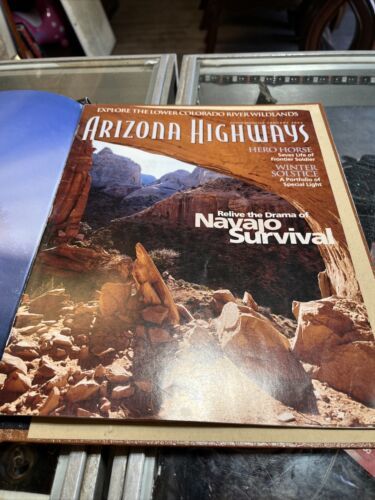 EXPLORE THE LOWER COLORADO RIVER WILDLANDS
ARIZONA HIGHWAYS
HERO HORSE
Saves Life of
Frontier Soldier
WINTER
SOLSTICE
A Portfolio of
Special Light
Relive the Drama of
Navajo
Survival